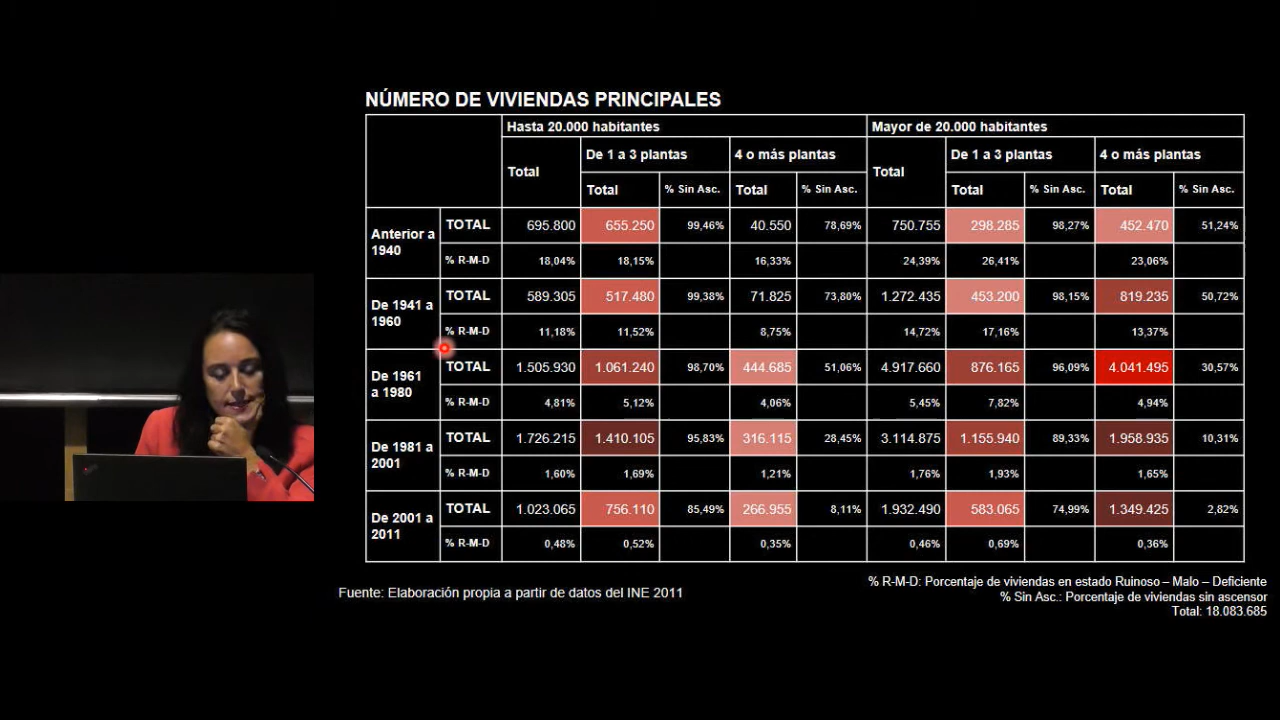 NÚMERO DE VIVIENDAS PRINCIPALES
Hasta 20.000 habitantes Mayor de 20.000 habitantes
Total De 1 a 3 plantas 4 o más plantas Total De 1 a 3 plantas 4 o más plantas
Total % Sin Asc. Total % Sin Asc. Total % Sin Asc. Total % Sin Asc.
Anterior a 1940 TOTAL 695.800 655.250 99,46% 40.550 78,69% 750.755 298.285 98,27% 452.470 51,24%
% R-M-D 18,04% 18,15% 16,33% 24,39% 26,41% 23,06%
De 1941 a 1960 TOTAL 589.305 517.480 99,38% 71.825 73,80% 1.272.435 453.200 98,15% 819.235 50,72%
% R-M-D 11,18% 11,52% 8,75% 14,72% 17,16% 13,37%
De 1961 a 1980 TOTAL 1.505.930 1.061.240 98,70% 444.685 51,06% 4.917.660 876.165 96,09% 4.041.495 30,57%
% R-M-D 4,81% 5,12% 4,06% 5,45% 7,82% 4,94%
De 1981 a 2001 TOTAL 1.726.215 1.410.105 95,83% 316.115 28,45% 3.114.875 1.155.940 89,33% 1.958.935 10,31%
% R-M-D 1,60% 1,69% 1,21% 1,76% 1,93% 1,65%
De 2001 a 2011 TOTAL 1.023.065 756.110 85,49% 266.955 8,11% 1.932.490 583.065 74,99% 1.349.425 2,82%
% R-M-D 0,48% 0,52% 0,35% 0,46% 0,69% 0,36%
Fuente: Elaboración propia a partir de datos del INE 2011
% R-M-D: Porcentaje de viviendas en estado Ruinoso – Malo – Deficiente
% Sin Asc.: Porcentaje de viviendas sin ascensor
Total: 18.083.685